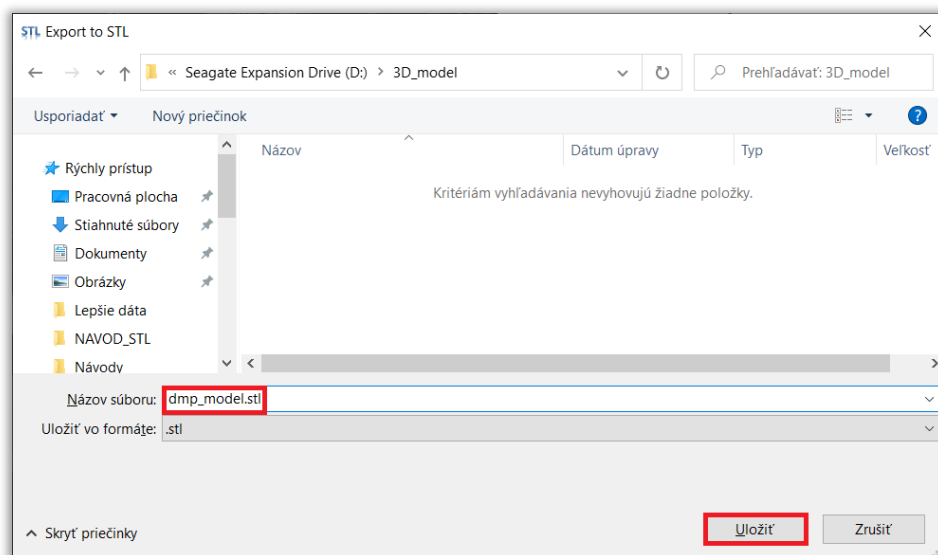 STL Export to STL
« Seagate Expansion Drive (D:) > 3D_model
Prehľadávať: 3D_model
Usporiadať
Nový priečinok
?
Názov
Dátum úpravy
Typ
Veľkosť
Rýchly prístup
Kritériám vyhľadávania nevyhovujú žiadne položky.
Pracovná plocha
Stiahnuté súbory
Dokumenty
Obrázky
Lepšie dáta
NAVOD_STL
Návody
Názov súboru: dmp_model.stl
Uložiť vo formáte: .stl
Skryť priečinky
Uložiť
Zrušiť